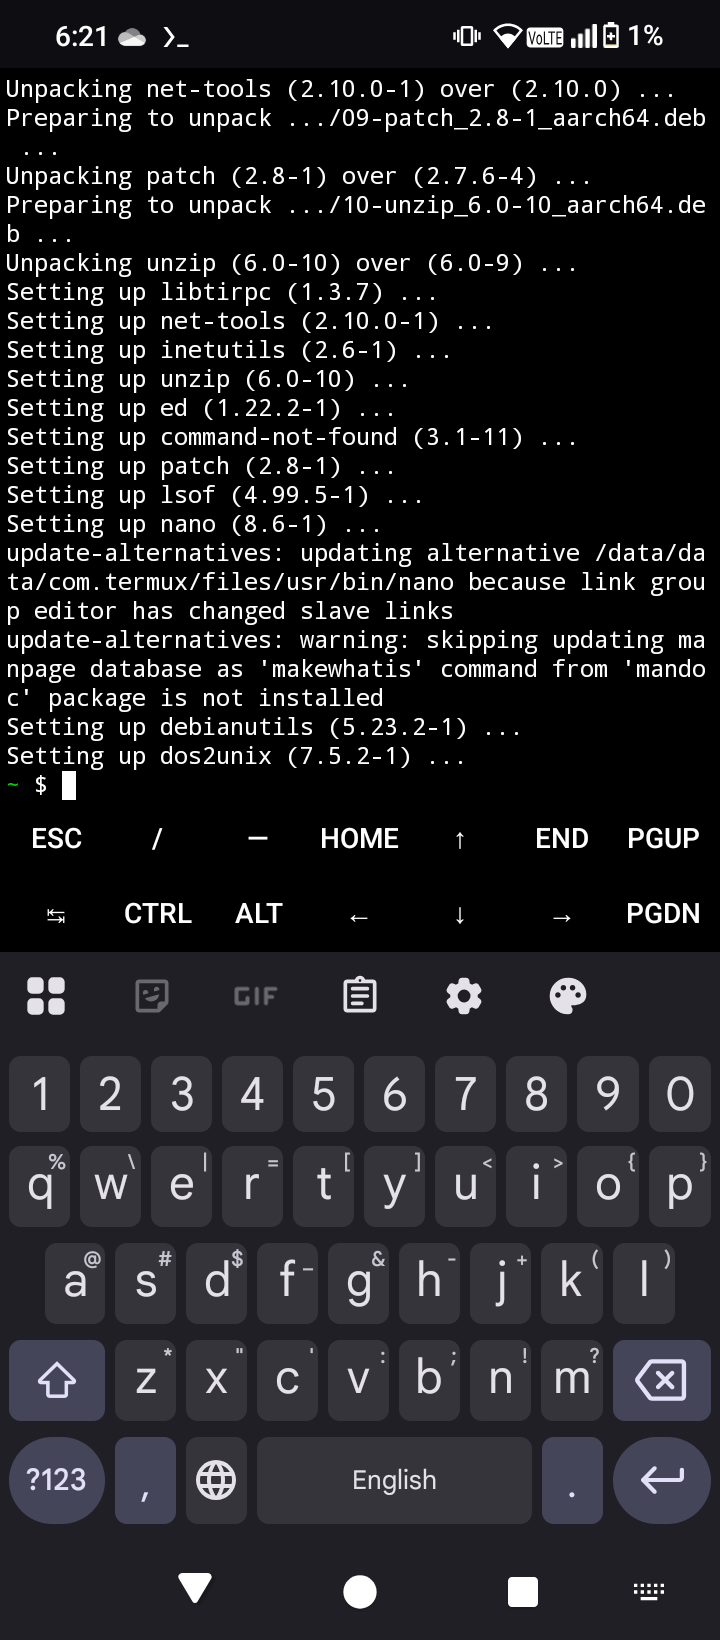 6:21 VoLTE 1%
Unpacking net-tools (2.10.0-1) over (2.10.0) ...
Preparing to unpack .../09-patch_2.8-1_aarch64.deb
 ...
Unpacking patch (2.8-1) over (2.7.6-4) ...
Preparing to unpack .../10-unzip_6.0-10_aarch64.de
b ...
Unpacking unzip (6.0-10) over (6.0-9) ...
Setting up libtirpc (1.3.7) ...
Setting up net-tools (2.10.0-1) ...
Setting up inetutils (2.6-1) ...
Setting up unzip (6.0-10) ...
Setting up ed (1.22.2-1) ...
Setting up command-not-found (3.1-11) ...
Setting up patch (2.8-1) ...
Setting up lsof (4.99.5-1) ...
Setting up nano (8.6-1) ...
update-alternatives: updating alternative /data/da
ta/com.termux/files/usr/bin/nano because link grou
p editor has changed slave links
update-alternatives: warning: skipping updating ma
npage database as 'makewhatis' command from 'mando
c' package is not installed
Setting up debianutils (5.23.2-1) ...
Setting up dos2unix (7.5.2-1) ...
~ $
ESC / — HOME ↑ END PGUP
↹ CTRL ALT ← ↓ → PGDN
GIF
1 2 3 4 5 6 7 8 9 0
q % w \ e | r = t [ y ] u < i > o { p }
a @ s # d $ f _ g & h - j + k ( l )
z * x " c ' v : b ; n ! m ?
?123 , English .